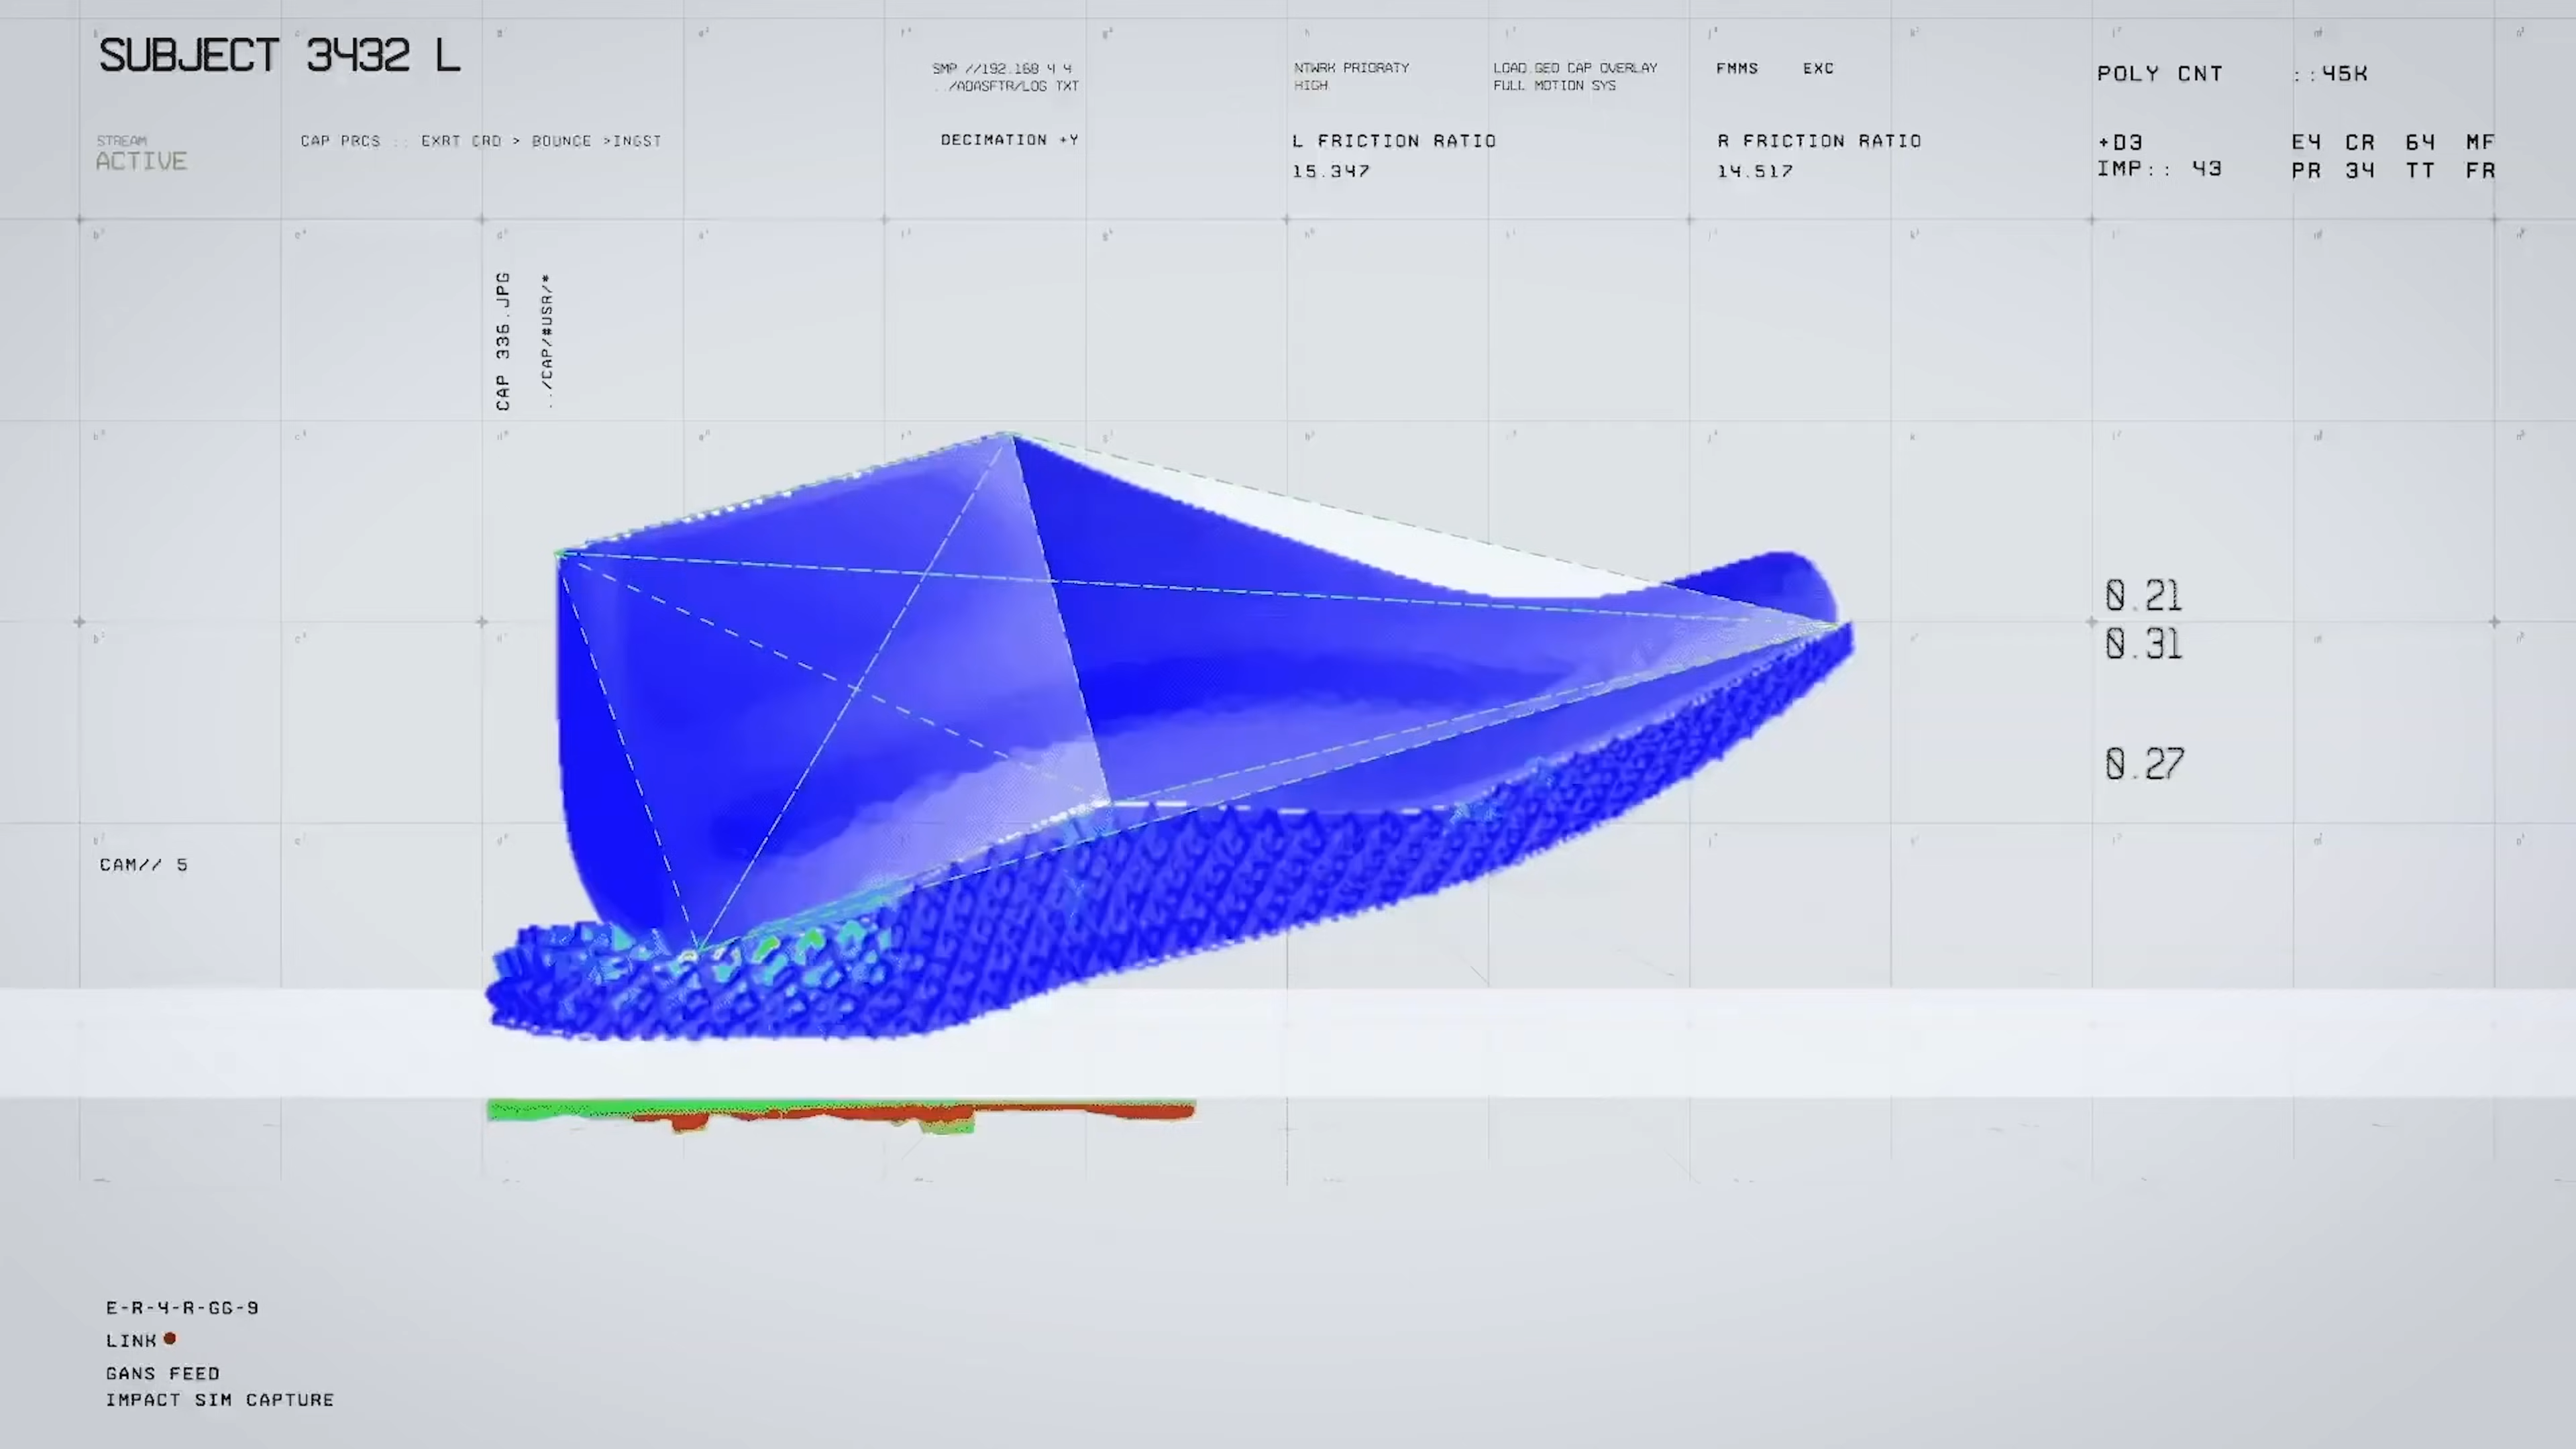 SUBJECT 3432 L
SMP //192.168 4 4
../ADASFTR/LOG TXT
NTWRK PRIORATY
HIGH
LOAD GEO CAP OVERLAY
FULL MOTION SYS
FMMS EXC
POLY CNT ::45K
STREAM
ACTIVE
CAP PRCS :: EXRT CRD > BOUNCE >INGST
DECIMATION +Y
L FRICTION RATIO
15.347
R FRICTION RATIO
14.517
+D3
IMP:: 43
E4 CR 64 MF
PR 34 TT FR
CAP 336.JPG
../CAP/#USR/*
0.21
0.31
0.27
CAM// 5
E-R-4-R-GG-9
LINK
GANS FEED
IMPACT SIM CAPTURE